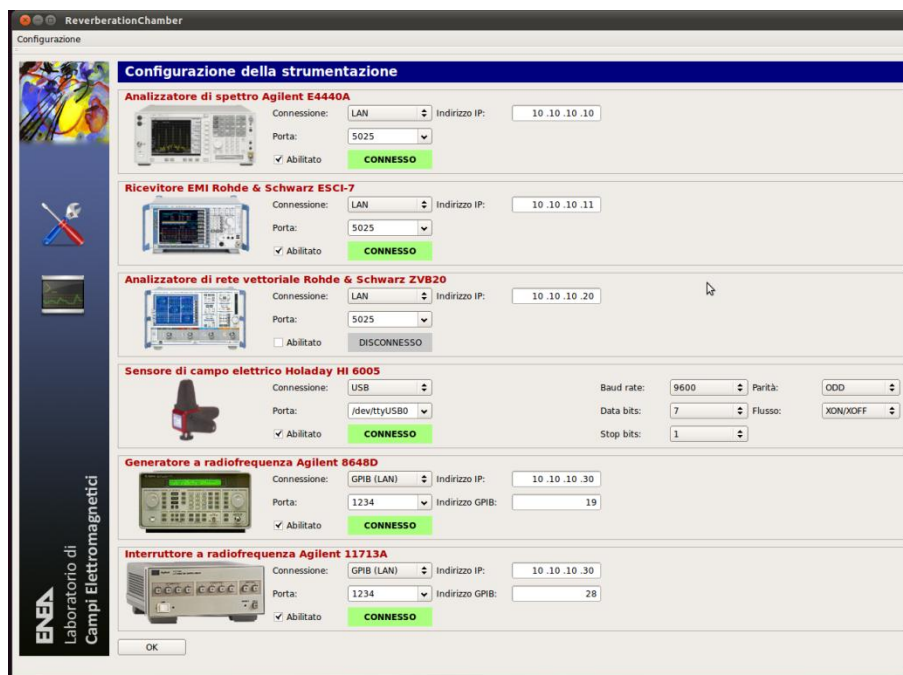 ReverberationChamber
Configurazione
Configurazione della strumentazione
Analizzatore di spettro Agilent E4440A
Connessione: LAN Indirizzo IP: 10 .10 .10 .10
Porta: 5025
Abilitato CONNESSO
Ricevitore EMI Rohde & Schwarz ESCI-7
Connessione: LAN Indirizzo IP: 10 .10 .10 .11
Porta: 5025
Abilitato CONNESSO
Analizzatore di rete vettoriale Rohde & Schwarz ZVB20
Connessione: LAN Indirizzo IP: 10 .10 .10 .20
Porta: 5025
Abilitato DISCONNESSO
Sensore di campo elettrico Holaday HI 6005
Connessione: USB Baud rate: 9600 Parità: ODD
Porta: /dev/ttyUSB0 Data bits: 7 Flusso: XON/XOFF
Abilitato CONNESSO Stop bits: 1
Generatore a radiofrequenza Agilent 8648D
Connessione: GPIB (LAN) Indirizzo IP: 10 .10 .10 .30
Porta: 1234 Indirizzo GPIB: 19
Abilitato CONNESSO
Interruttore a radiofrequenza Agilent 11713A
Connessione: GPIB (LAN) Indirizzo IP: 10 .10 .10 .30
Porta: 1234 Indirizzo GPIB: 28
Abilitato CONNESSO
OK
ENEA
Laboratorio di
Campi Elettromagnetici